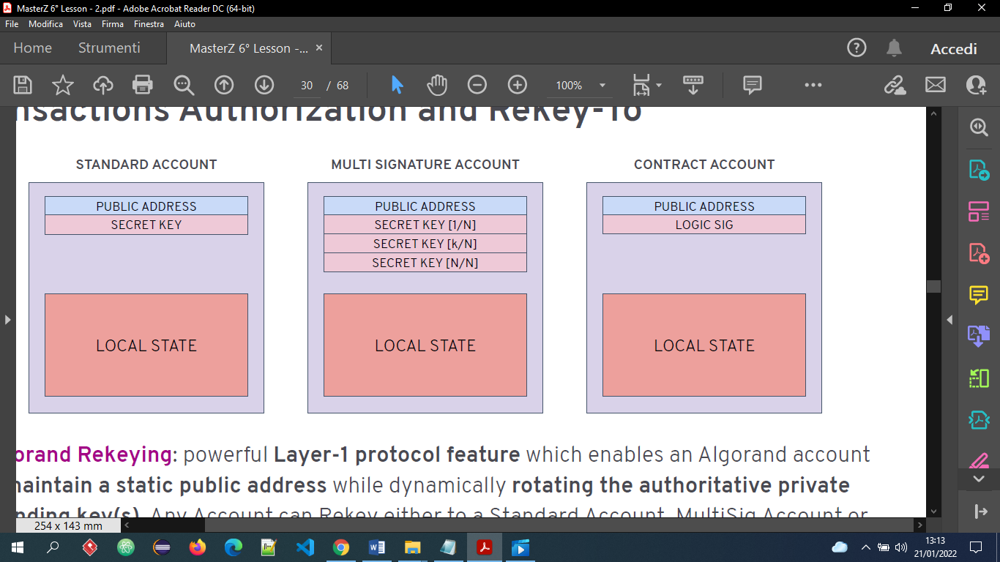 MasterZ 6° Lesson - 2.pdf - Adobe Acrobat Reader DC (64-bit)
File Modifica Vista Firma Finestra Aiuto
Home Strumenti MasterZ 6° Lesson -... × Accedi
30 / 68 100%
nsactions Authorization and ReKey-To
STANDARD ACCOUNT
PUBLIC ADDRESS
SECRET KEY
LOCAL STATE
MULTI SIGNATURE ACCOUNT
PUBLIC ADDRESS
SECRET KEY [1/N]
SECRET KEY [k/N]
SECRET KEY [N/N]
LOCAL STATE
CONTRACT ACCOUNT
PUBLIC ADDRESS
LOGIC SIG
LOCAL STATE
orand Rekeying: powerful Layer-1 protocol feature which enables an Algorand account
naintain a static public address while dynamically rotating the authoritative private
nding key(s). Any Account can Rekey either to a Standard Account, MultiSig Account or
254 x 143 mm
13:13
21/01/2022